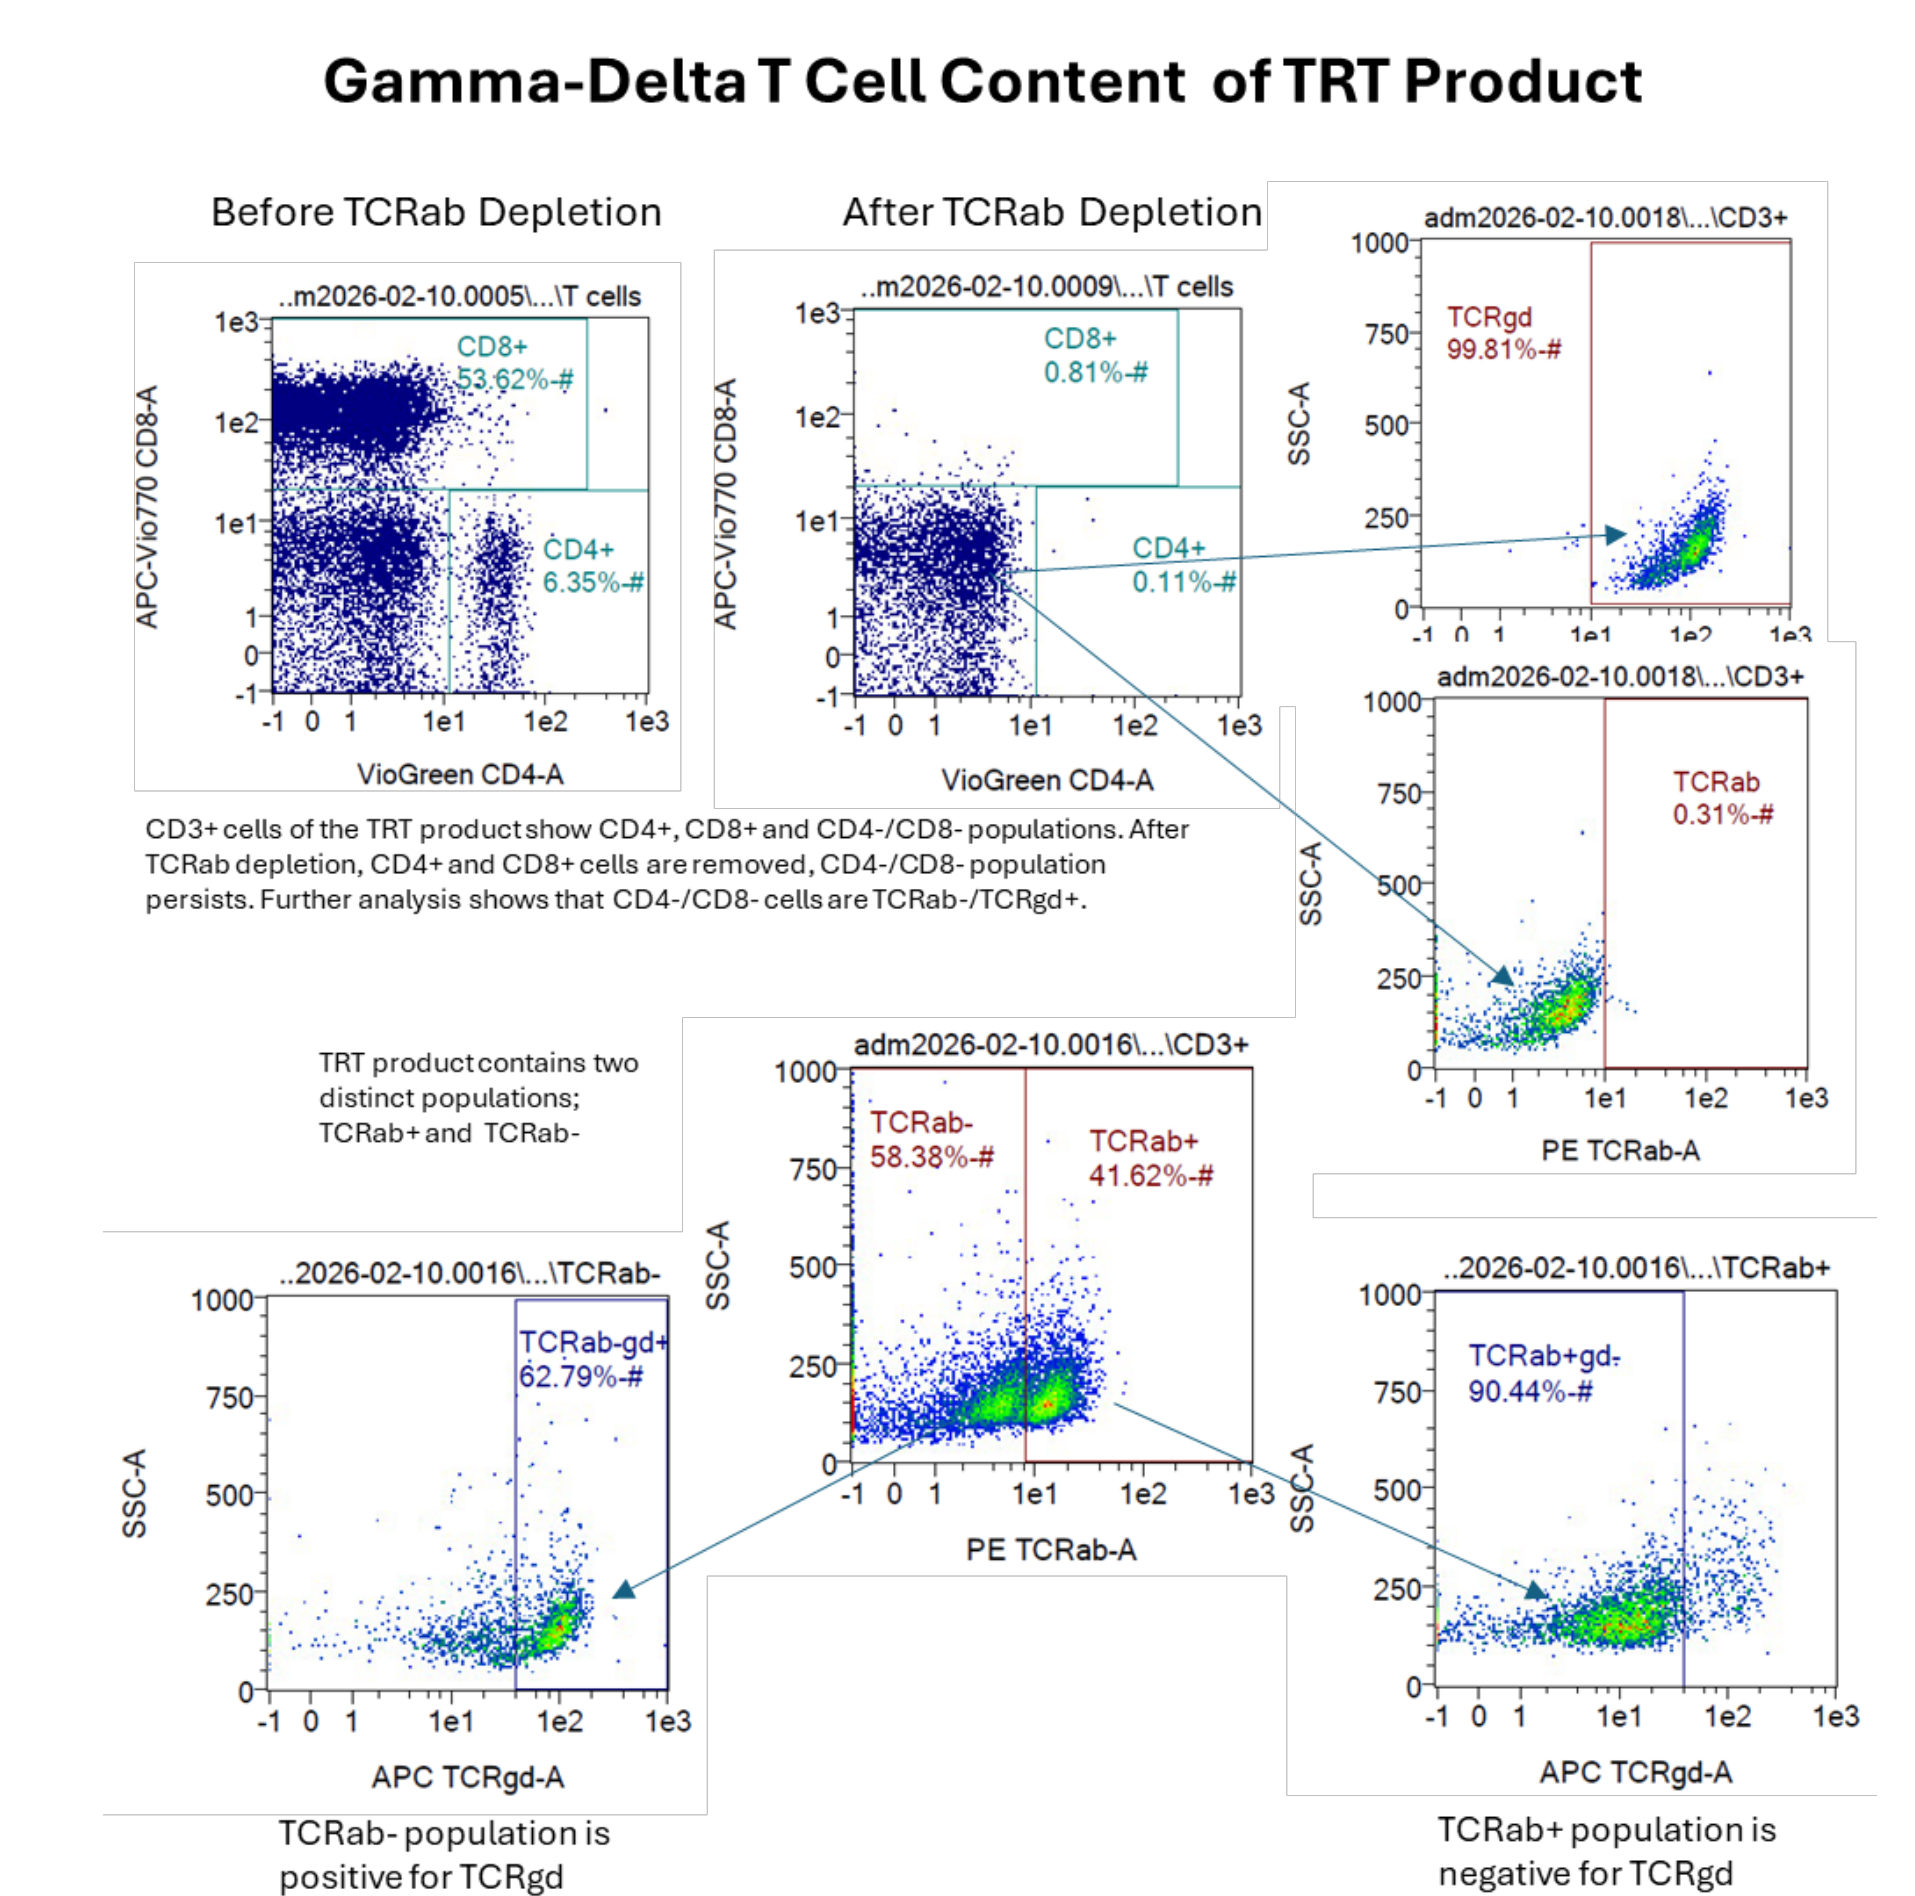 Gamma-Delta T Cell Content of TRT Product
Before TCRab Depletion
After TCRab Depletion
..m2026-02-10.0005\...\T cells
1e3
1e2
1e1
1
0
-1
APC-Vio770 CD8-A
CD8+
53.62%-#
CD4+
6.35%-#
-1 0 1 1e1 1e2 1e3
VioGreen CD4-A
..m2026-02-10.0009\...\T cells
1e3
1e2
1e1
1
0
-1
APC-Vio770 CD8-A
CD8+
0.81%-#
CD4+
0.11%-#
-1 0 1 1e1 1e2 1e3
VioGreen CD4-A
adm2026-02-10.0018\...\CD3+
1000
750
500
250
0
SSC-A
TCRgd
99.81%-#
-1 0 1 1e1 1e2 1e3
adm2026-02-10.0018\...\CD3+
1000
750
500
250
0
SSC-A
TCRab
0.31%-#
-1 0 1 1e1 1e2 1e3
PE TCRab-A
CD3+ cells of the TRT product show CD4+, CD8+ and CD4-/CD8- populations. After
TCRab depletion, CD4+ and CD8+ cells are removed, CD4-/CD8- population
persists. Further analysis shows that CD4-/CD8- cells are TCRab-/TCRgd+.
TRT product contains two
distinct populations;
TCRab+ and TCRab-
adm2026-02-10.0016\...\CD3+
1000
750
500
250
0
SSC-A
TCRab-
58.38%-#
TCRab+
41.62%-#
-1 0 1 1e1 1e2 1e3
PE TCRab-A
..2026-02-10.0016\...\TCRab-
1000
750
500
250
0
SSC-A
TCRab-gd+
62.79%-#
-1 0 1 1e1 1e2 1e3
APC TCRgd-A
TCRab- population is
positive for TCRgd
..2026-02-10.0016\...\TCRab+
1000
750
500
250
0
SSC-A
TCRab+gd-
90.44%-#
-1 0 1 1e1 1e2 1e3
APC TCRgd-A
TCRab+ population is
negative for TCRgd